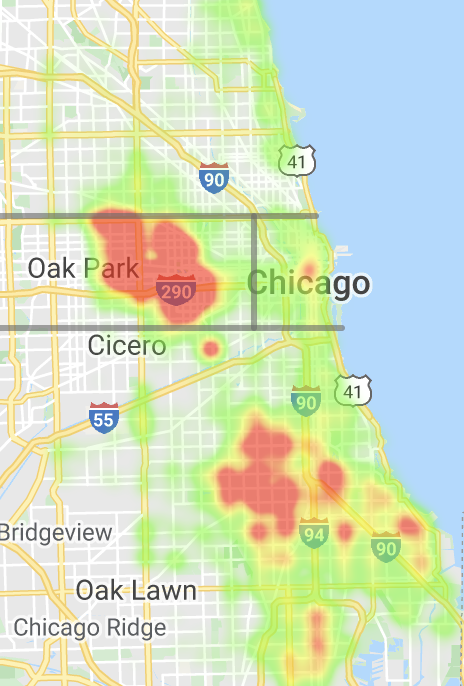 41
90
Oak Park
290
Chicago
Cicero
90
41
55
Bridgeview
94
90
Oak Lawn
Chicago Ridge